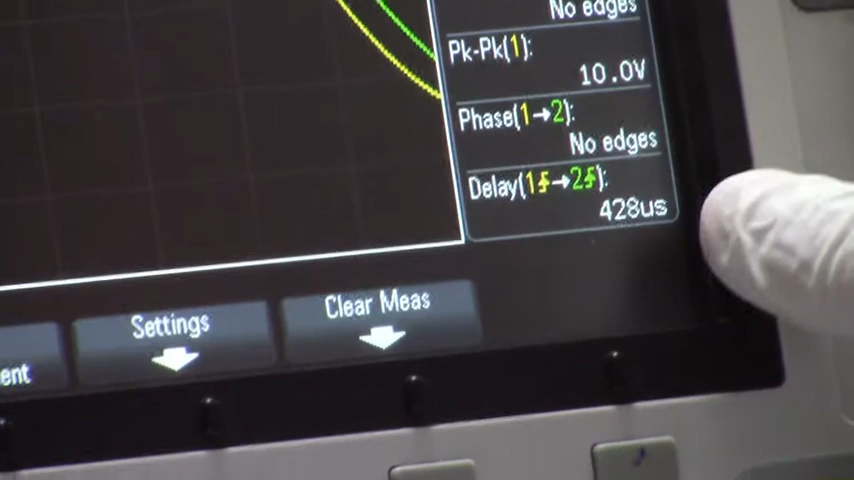 No edges
Pk-Pk(1):
10.0V
Phase(1→2):
No edges
Delay(1→2):
428us
Settings
Clear Meas
ent